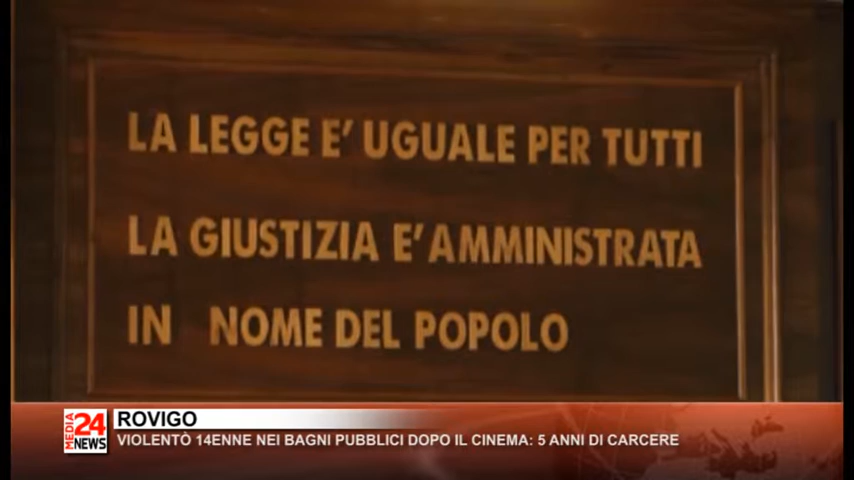 LA LEGGE E' UGUALE PER TUTTI
LA GIUSTIZIA E' AMMINISTRATA
IN NOME DEL POPOLO
MEDIA 24 NEWS
ROVIGO
VIOLENTÒ 14ENNE NEI BAGNI PUBBLICI DOPO IL CINEMA: 5 ANNI DI CARCERE